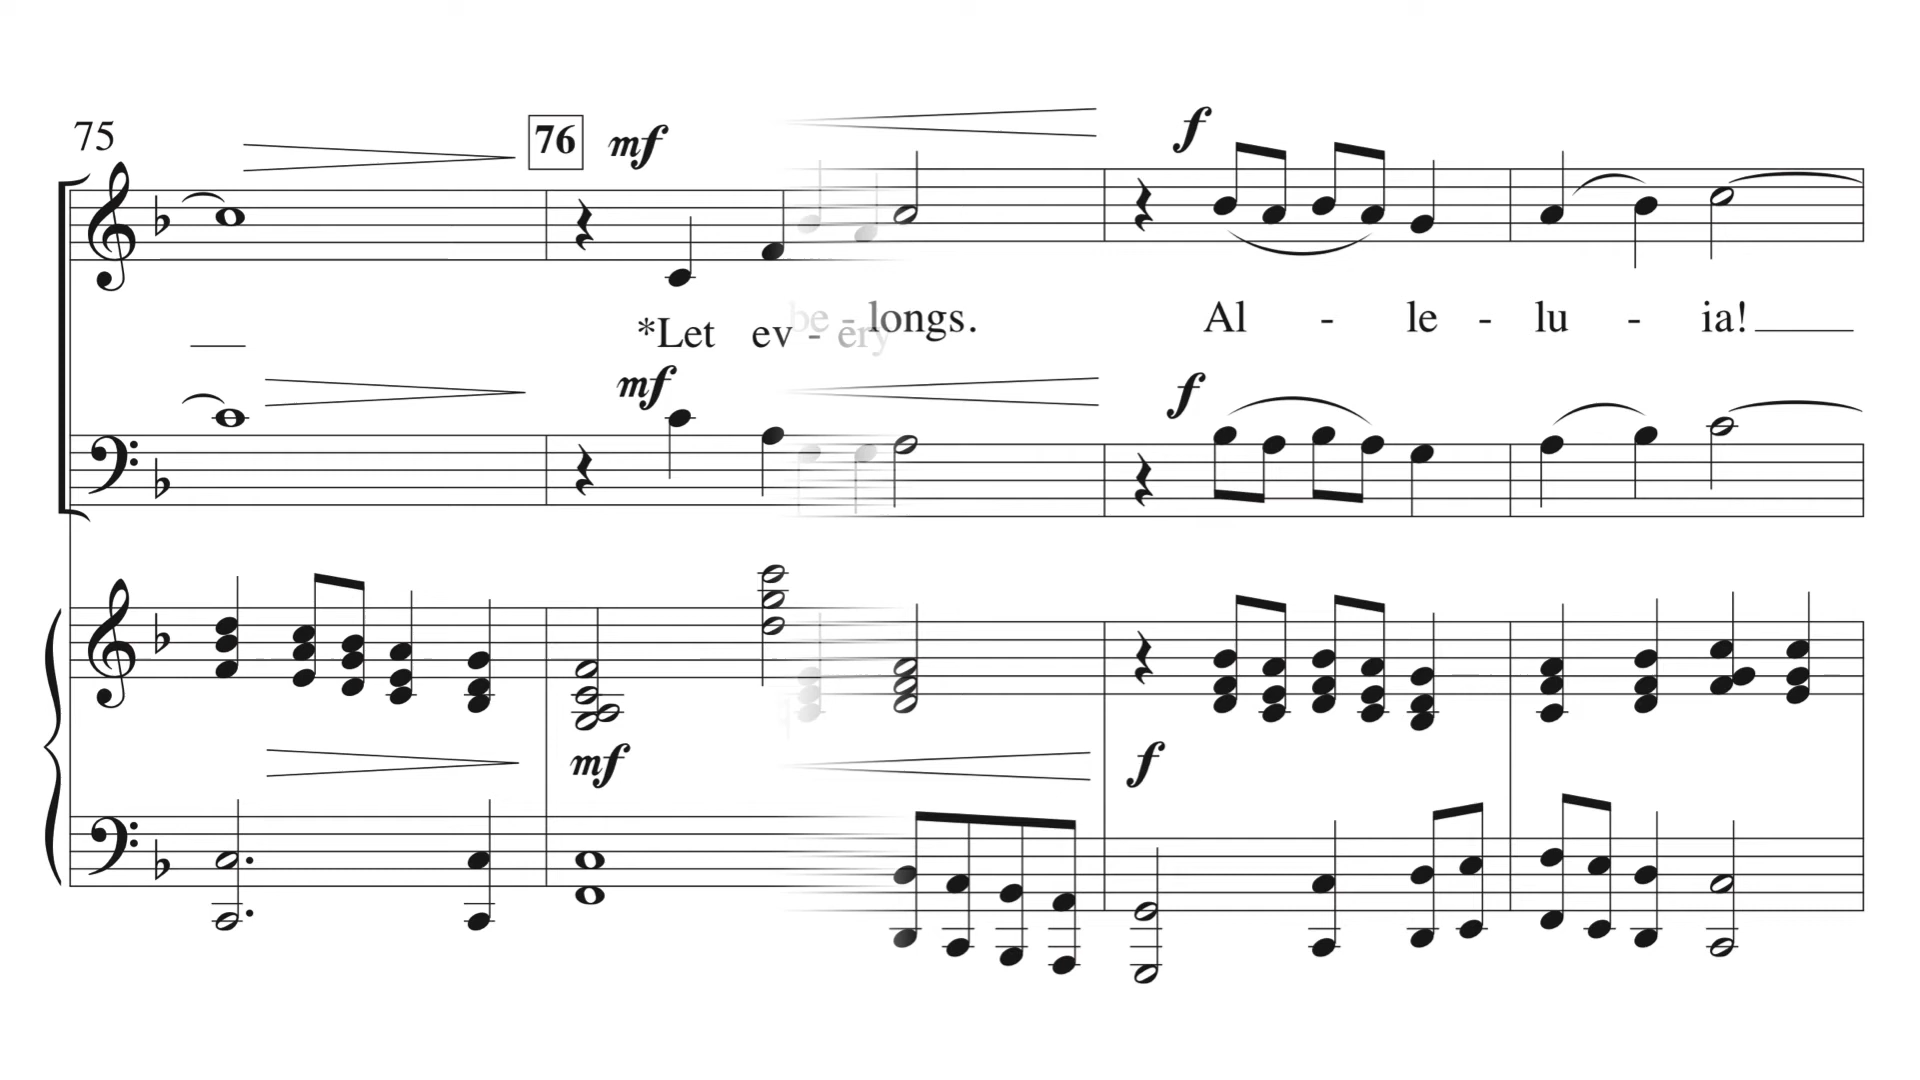 75
76 mf
f
be - longs. Al - le - lu - ia!
*Let ev - ery
mf
f
mf
f